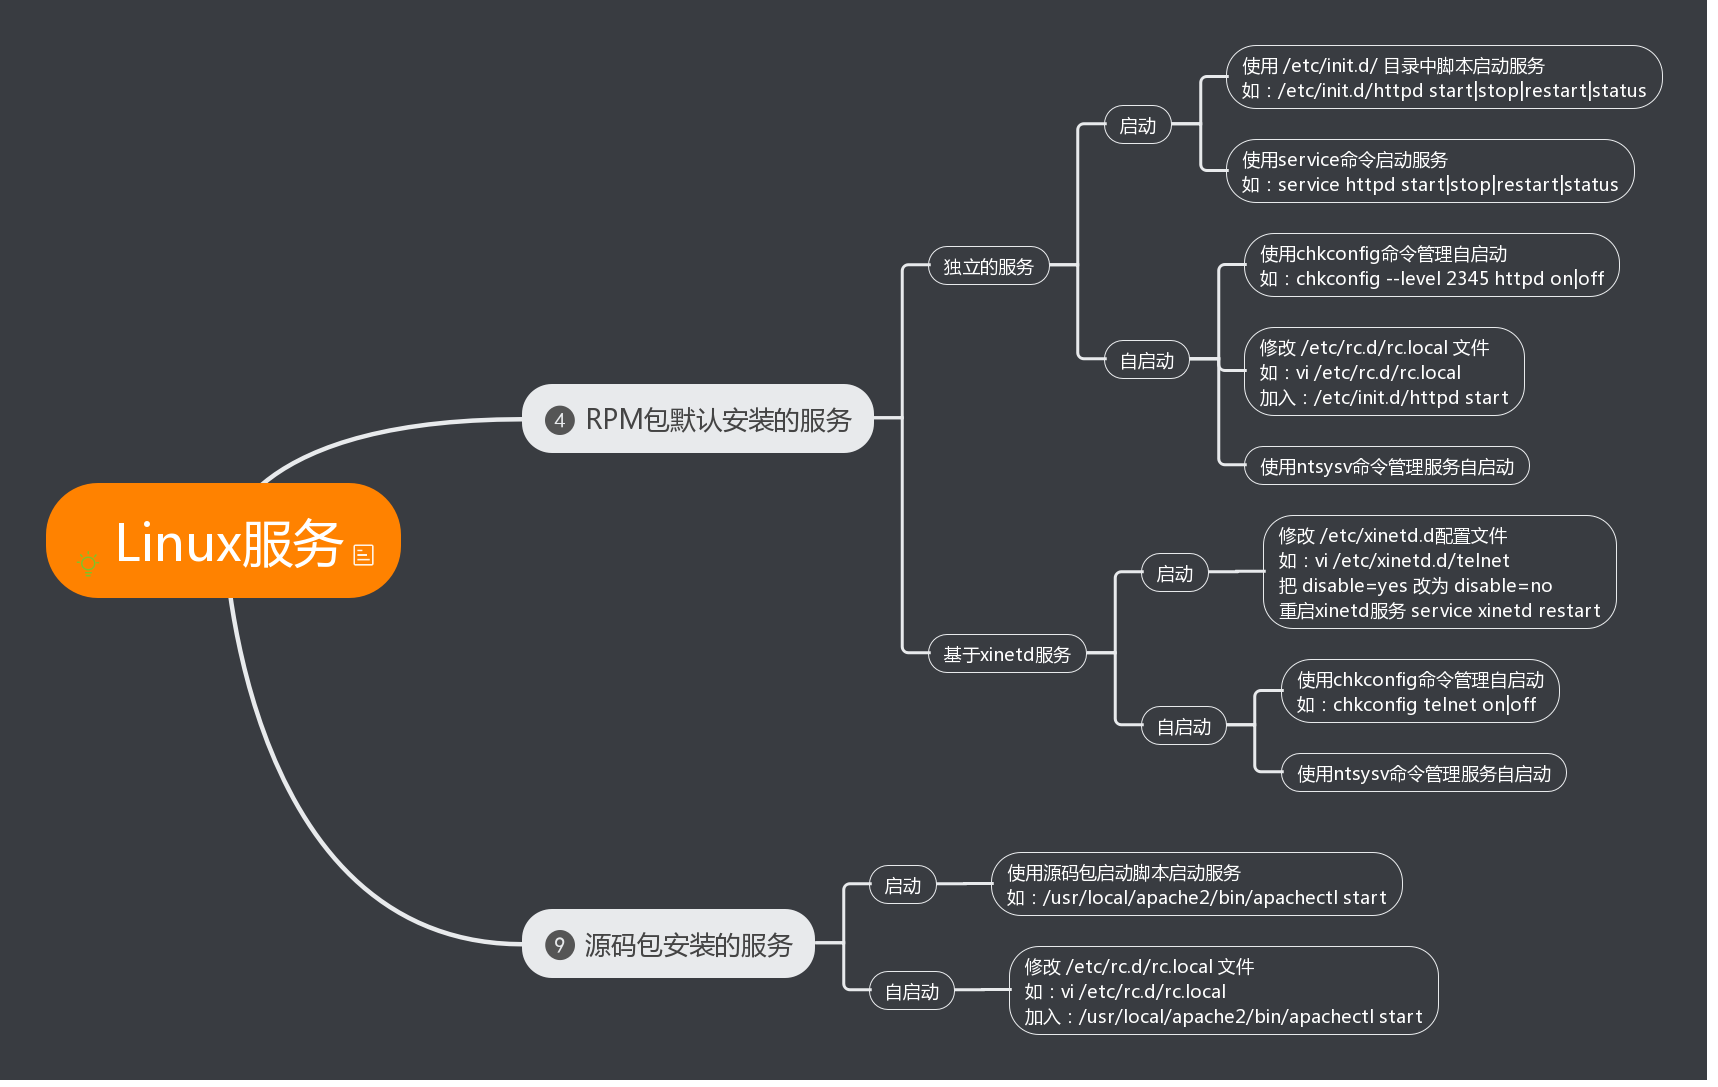 Linux服务
4 RPM包默认安装的服务
独立的服务
启动
使用 /etc/init.d/ 目录中脚本启动服务
如：/etc/init.d/httpd start|stop|restart|status
使用service命令启动服务
如：service httpd start|stop|restart|status
自启动
使用chkconfig命令管理自启动
如：chkconfig --level 2345 httpd on|off
修改 /etc/rc.d/rc.local 文件
如：vi /etc/rc.d/rc.local
加入：/etc/init.d/httpd start
使用ntsysv命令管理服务自启动
基于xinetd服务
启动
修改 /etc/xinetd.d配置文件
如：vi /etc/xinetd.d/telnet
把 disable=yes 改为 disable=no
重启xinetd服务 service xinetd restart
自启动
使用chkconfig命令管理自启动
如：chkconfig telnet on|off
使用ntsysv命令管理服务自启动
9 源码包安装的服务
启动
使用源码包启动脚本启动服务
如：/usr/local/apache2/bin/apachectl start
自启动
修改 /etc/rc.d/rc.local 文件
如：vi /etc/rc.d/rc.local
加入：/usr/local/apache2/bin/apachectl start